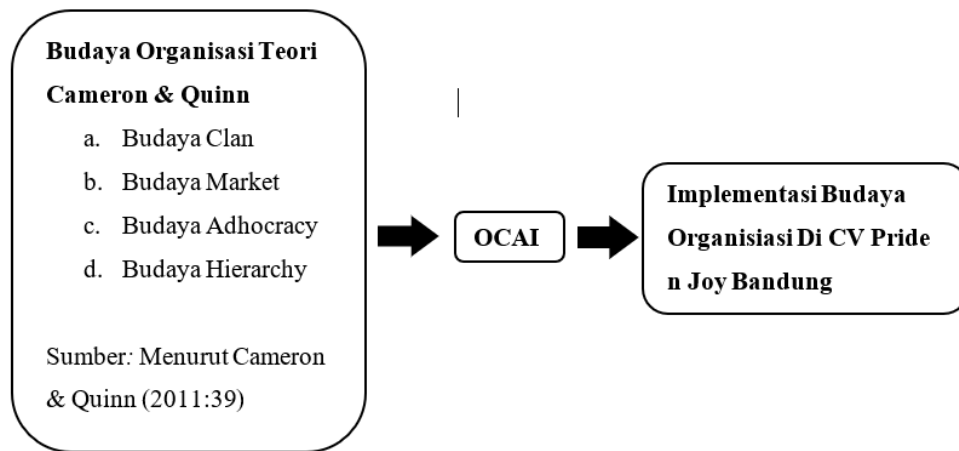 Budaya Organisasi Teori
Cameron & Quinn
a. Budaya Clan
b. Budaya Market
c. Budaya Adhocracy
d. Budaya Hierarchy
Sumber: Menurut Cameron
& Quinn (2011:39)
OCAI
Implementasi Budaya
Organisiasi Di CV Pride
n Joy Bandung